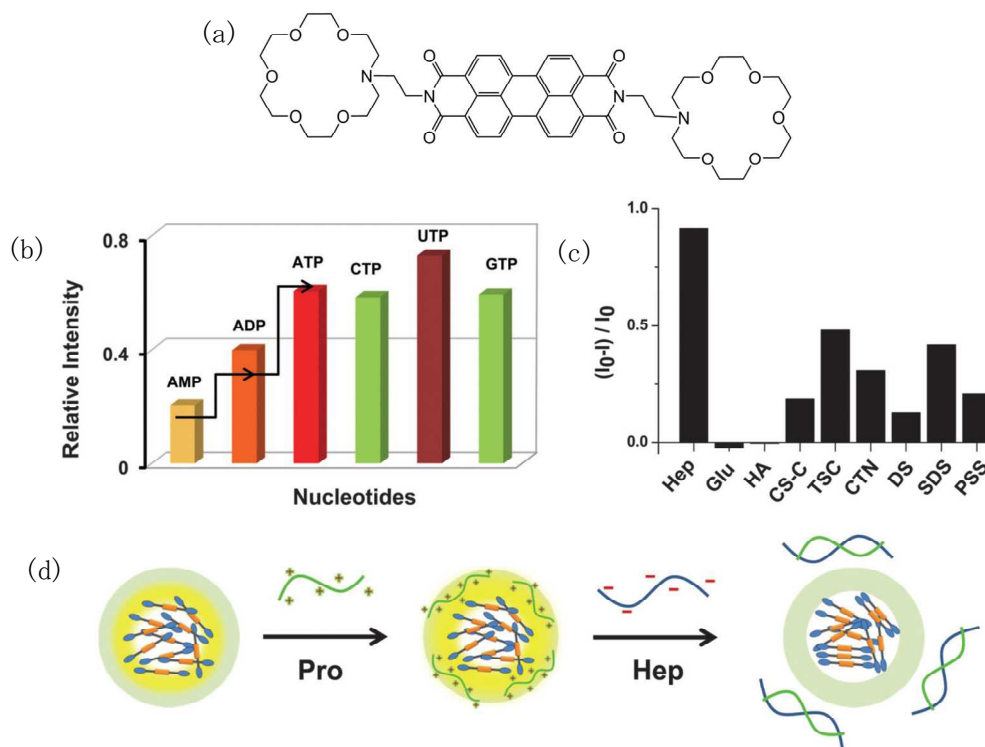 (a)
O O O O O N O N O O O N O N O O O O O
(b)
Relative Intensity
0.8
0.4
0
AMP
ADP
ATP
CTP
UTP
GTP
Nucleotides
(c)
(I0-I) / I0
1.0
0.5
0.0
Hep
Glu
HA
CS-C
TSC
CTN
DS
SDS
PSS
(d)
Pro
Hep